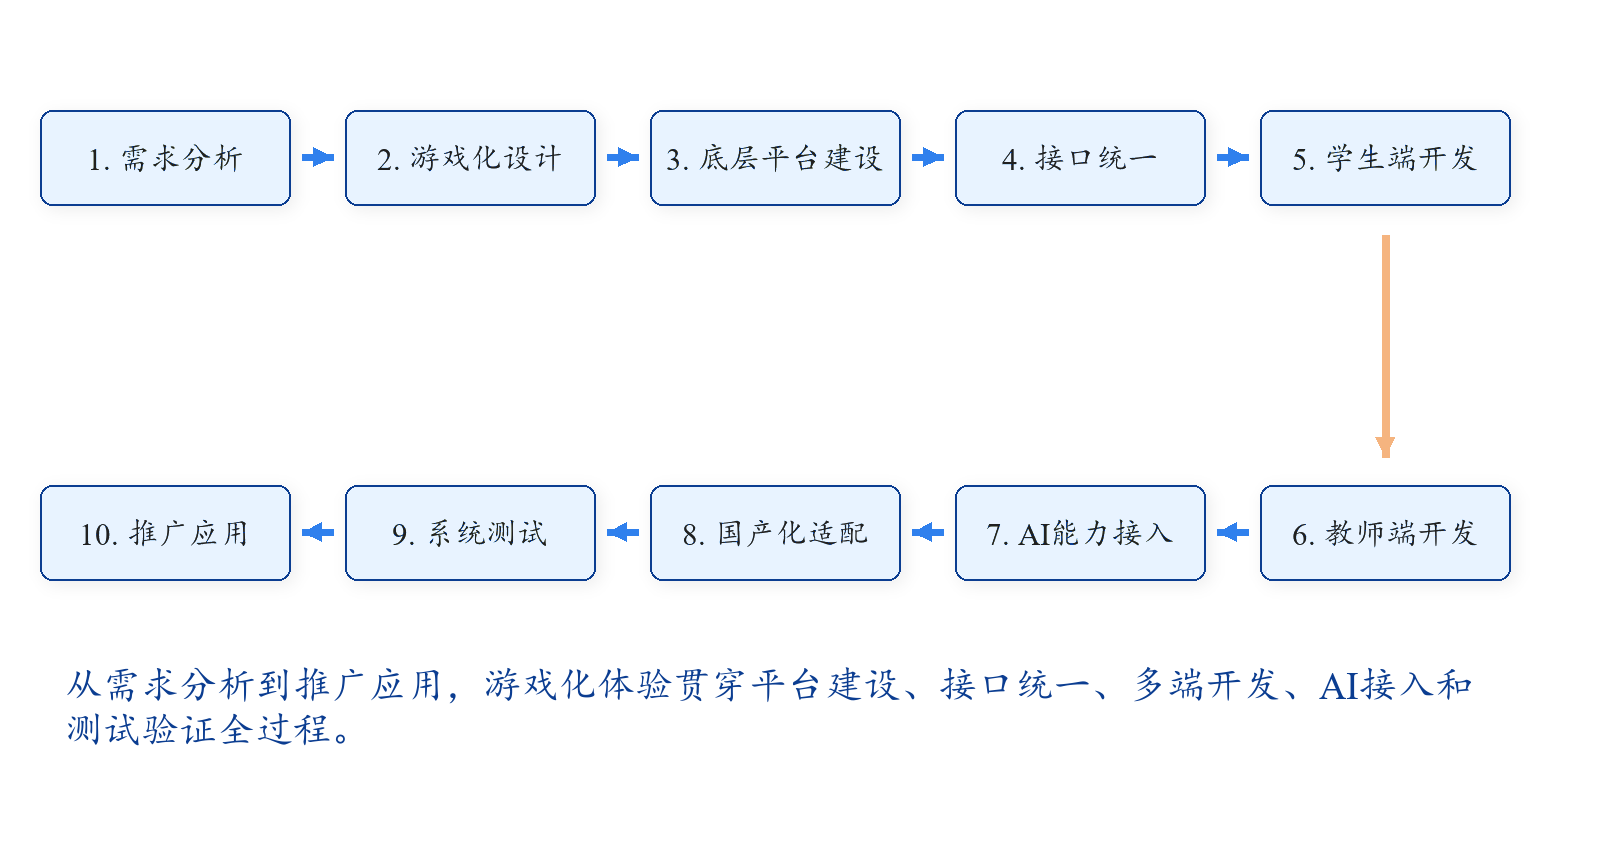 1. 需求分析
2. 游戏化设计
3. 底层平台建设
4. 接口统一
5. 学生端开发
6. 教师端开发
7. AI能力接入
8. 国产化适配
9. 系统测试
10. 推广应用
从需求分析到推广应用，游戏化体验贯穿平台建设、接口统一、多端开发、AI接入和
测试验证全过程。